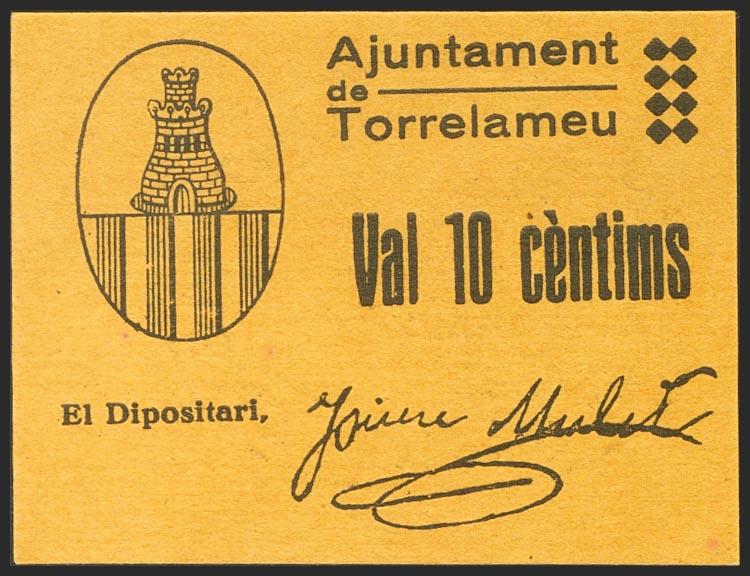 Ajuntament
de
Torrelameu
Val 10 cèntims
El Dipositari,